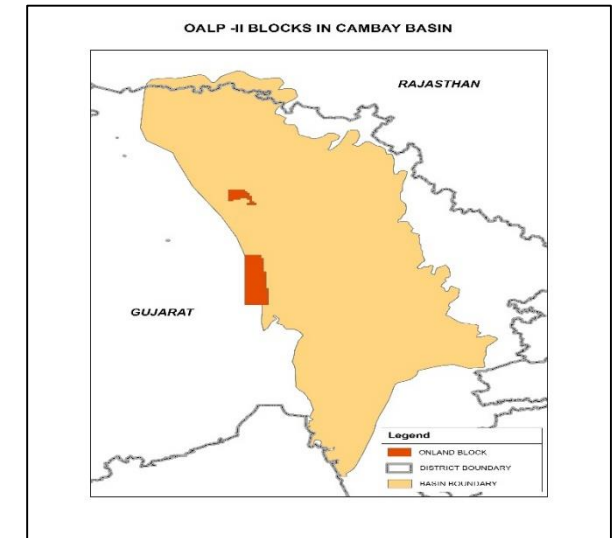 OALP -II BLOCKS IN CAMBAY BASIN
RAJASTHAN
GUJARAT
Legend
ONLAND BLOCK
DISTRICT BOUNDARY
BASIN BOUNDARY